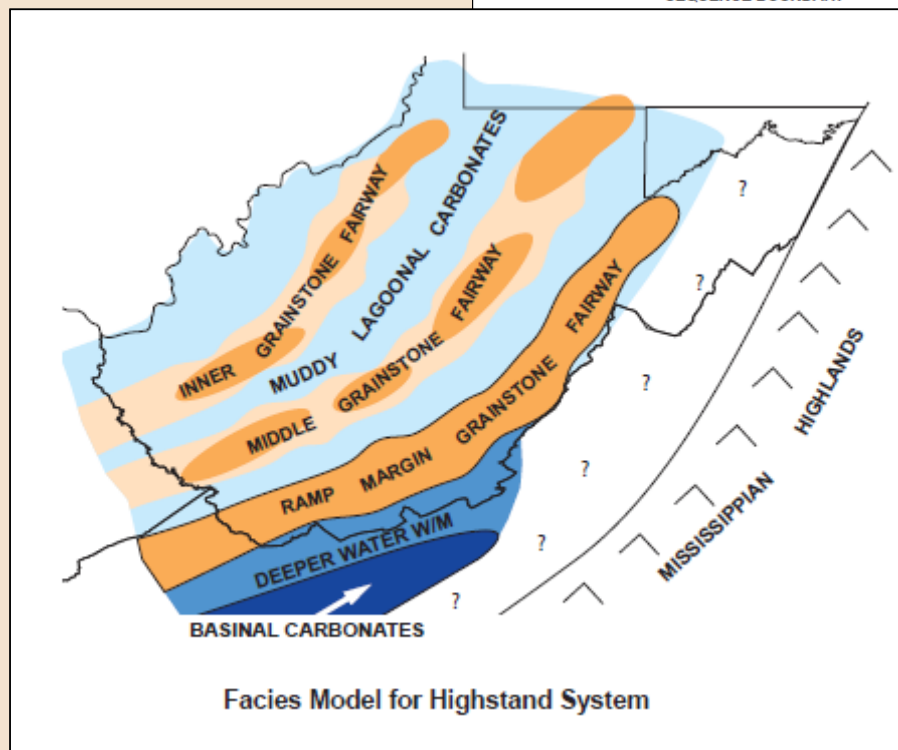 INNER GRAINSTONE FAIRWAY
MUDDY LAGOONAL CARBONATES
MIDDLE GRAINSTONE FAIRWAY
RAMP MARGIN GRAINSTONE FAIRWAY
DEEPER WATER W/M
BASINAL CARBONATES
?
?
?
?
?
?
MISSISSIPPIAN HIGHLANDS
Facies Model for Highstand System